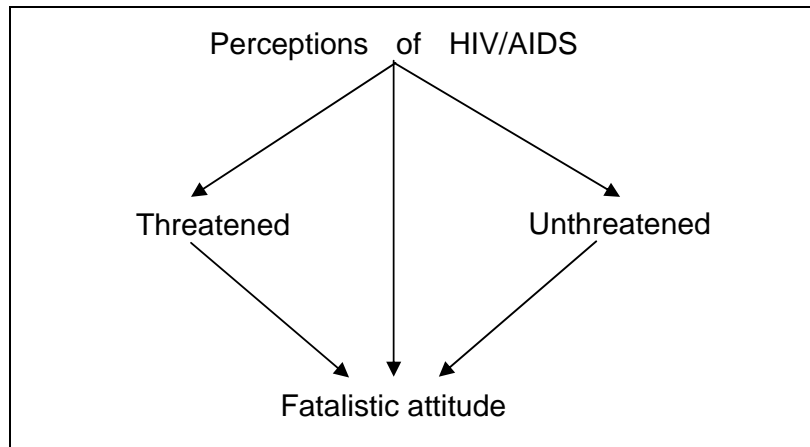 Perceptions of HIV/AIDS
Threatened
Unthreatened
Fatalistic attitude